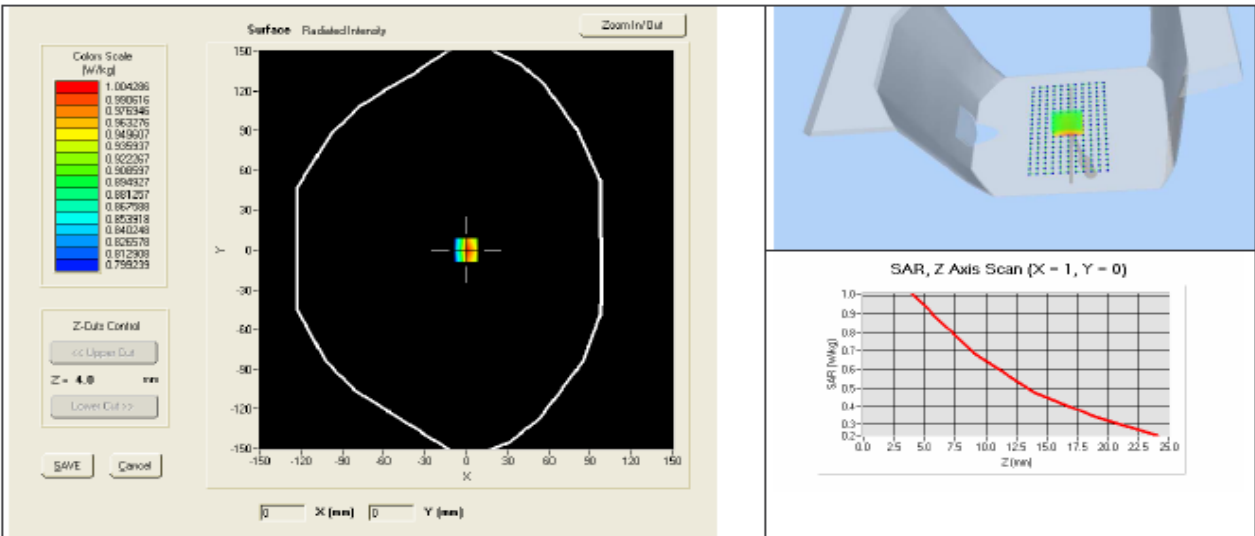 Surface Radiated Intensity
Zoom In/Out
Colors Scale
(W/kg)
1.004286
0.990616
0.976946
0.963276
0.949607
0.935937
0.922267
0.908597
0.894927
0.881257
0.867588
0.853918
0.840248
0.826578
0.812908
0.799239
Z-Cuts Control
<< Upper Cut
Z = 4.0 mm
Lower Cut >>
SAVE
Cancel
150
120
90
60
30
0
-30
-60
-90
-120
-150
Y
-150 -120 -90 -60 -30 0 30 60 90 120 150
X
0 X (mm) 0 Y (mm)
SAR, Z Axis Scan (X = 1, Y = 0)
SAR (W/kg)
1.0
0.9
0.8
0.7
0.6
0.5
0.4
0.3
0.2
0.0 2.5 5.0 7.5 10.0 12.5 15.0 17.5 20.0 22.5 25.0
Z (mm)